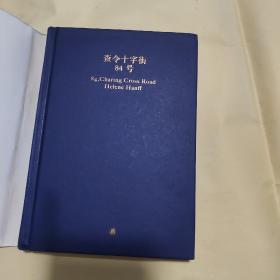 查令十字街
84号
84,Charing Cross Road
Helene Hanff